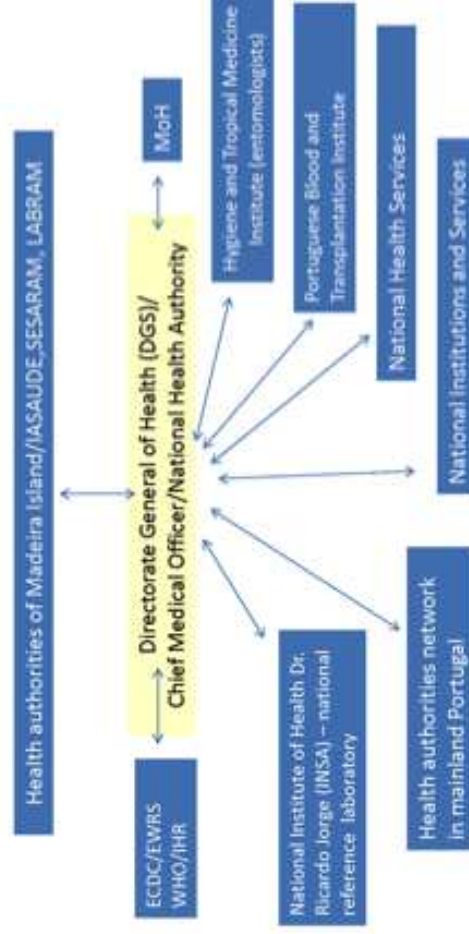 Health authorities of Madeira Island/IASAUDE,SESARAM, LABRAM
ECDC/EWRS
WHO/IHR
Directorate General of Health (DGS)/
Chief Medical Officer/National Health Authority
MoH
Hygiene and Tropical Medicine
Institute (entomologists)
National Institute of Health Dr.
Ricardo Jorge (INSA) – national
reference laboratory
Portuguese Blood and
Transplantation Institute
Health authorities network
in mainland Portugal
National Health Services
National Institutions and Services